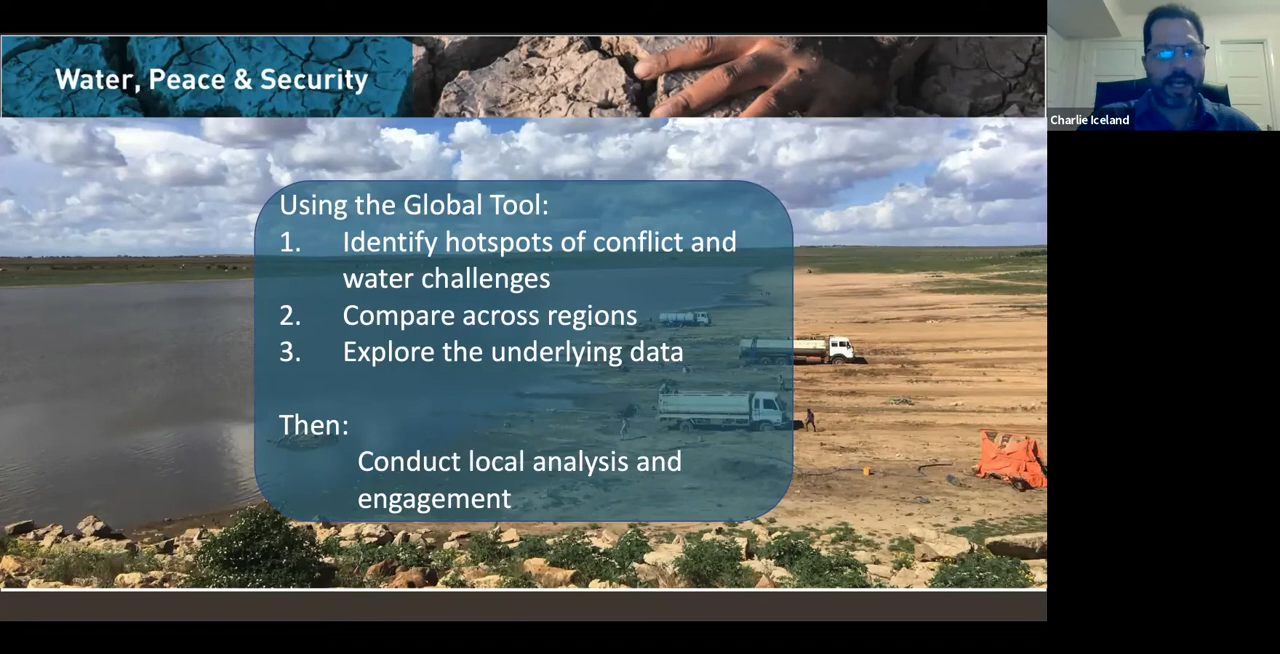 Water, Peace & Security
Charlie Iceland
Using the Global Tool:
1. Identify hotspots of conflict and
water challenges
2. Compare across regions
3. Explore the underlying data
Then:
Conduct local analysis and
engagement